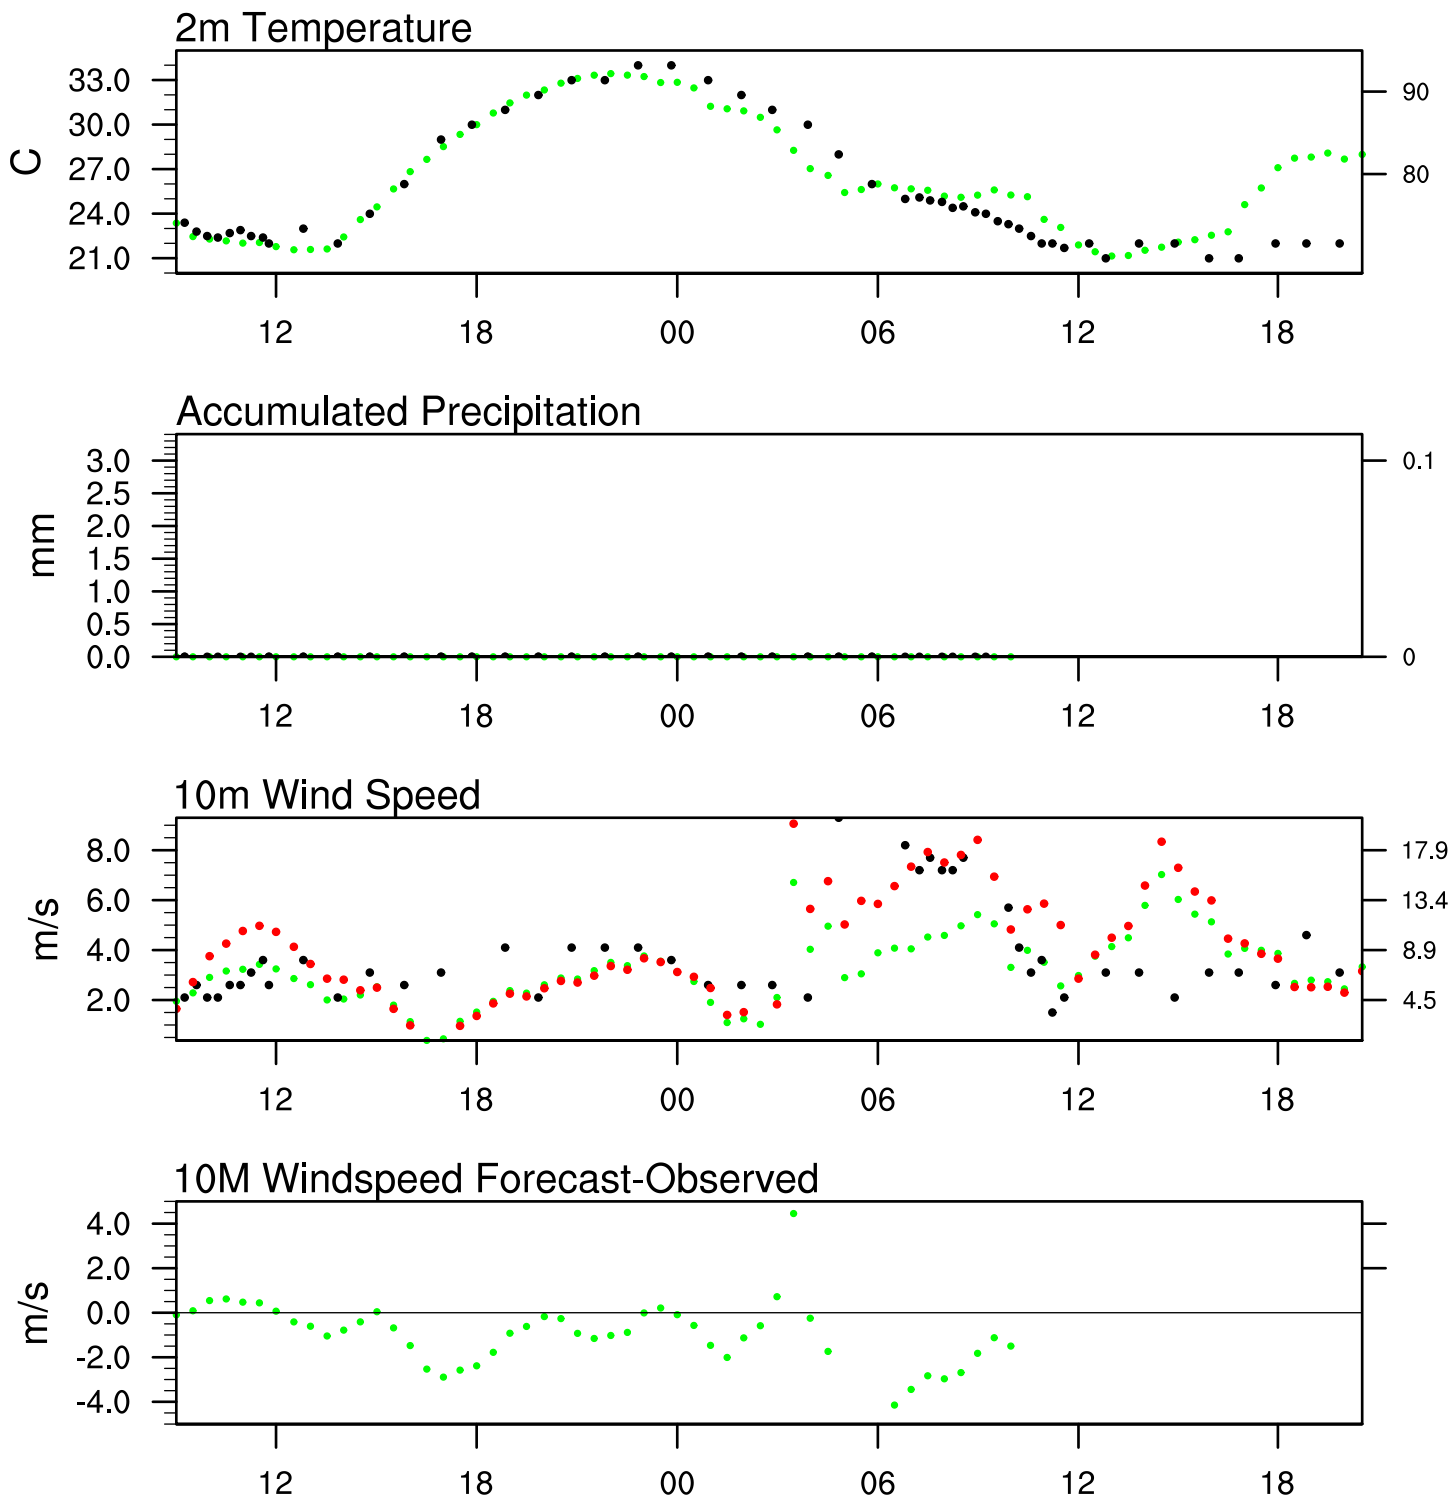 2m Temperature
33.0
30.0
27.0
24.0
21.0
C
90
80
12 18 00 06 12 18
Accumulated Precipitation
3.0
2.5
2.0
1.5
1.0
0.5
0.0
mm
0.1
0
12 18 00 06 12 18
10m Wind Speed
8.0
6.0
4.0
2.0
m/s
17.9
13.4
8.9
4.5
12 18 00 06 12 18
10M Windspeed Forecast-Observed
4.0
2.0
0.0
-2.0
-4.0
m/s
12 18 00 06 12 18